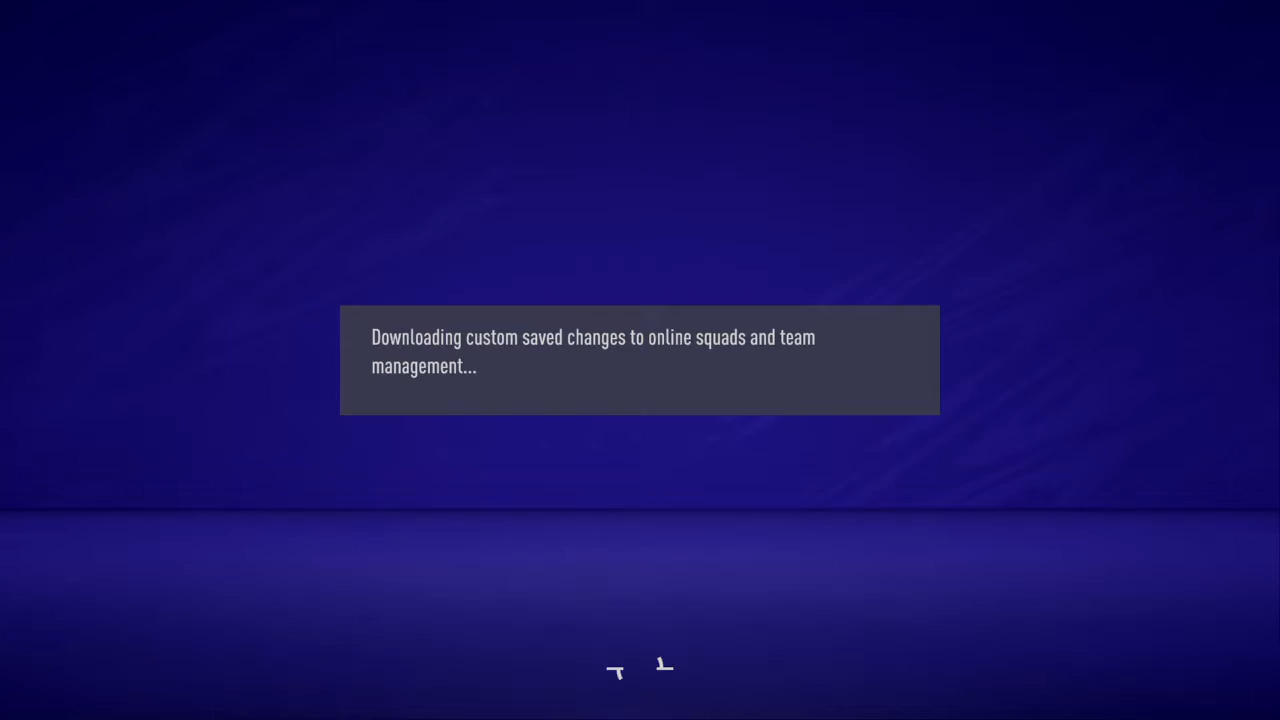 Downloading custom saved changes to online squads and team
management...